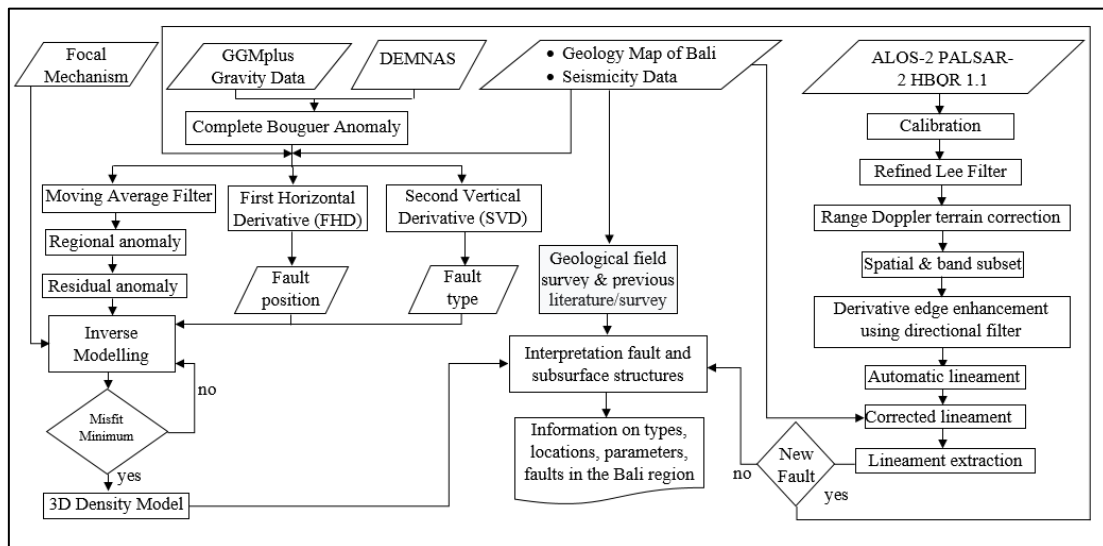 Focal
Mechanism
GGMplus
Gravity Data
DEMNAS
• Geology Map of Bali
• Seismicity Data
ALOS-2 PALSAR-
2 HBQR 1.1
Complete Bouguer Anomaly
Calibration
Refined Lee Filter
Moving Average Filter
First Horizontal
Derivative (FHD)
Second Vertical
Derivative (SVD)
Range Doppler terrain correction
Regional anomaly
Residual anomaly
Fault
position
Fault
type
Geological field
survey & previous
literature/survey
Spatial & band subset
Derivative edge enhancement
using directional filter
Inverse
Modelling
Interpretation fault and
subsurface structures
Automatic lineament
no
Misfit
Minimum
Corrected lineament
Information on types,
locations, parameters,
faults in the Bali region
New
Fault
Lineament extraction
no
yes
yes
3D Density Model